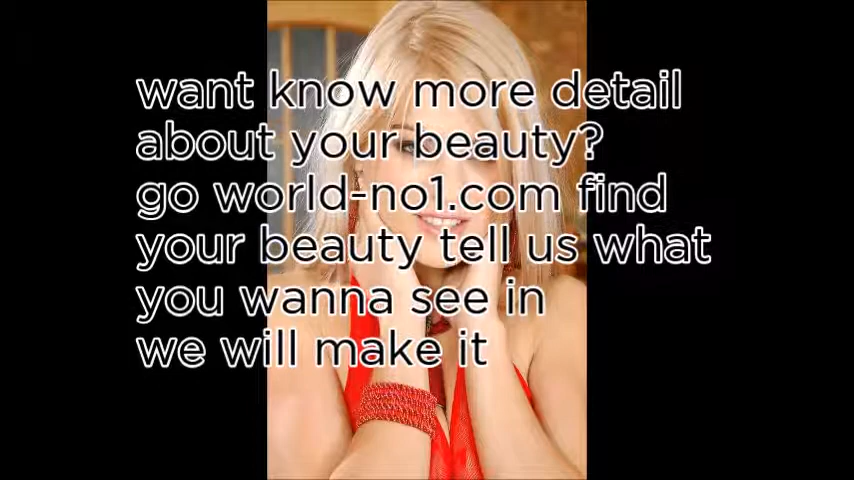 want know more detail
about your beauty?
go world-no1.com find
your beauty tell us what
you wanna see in
we will make it